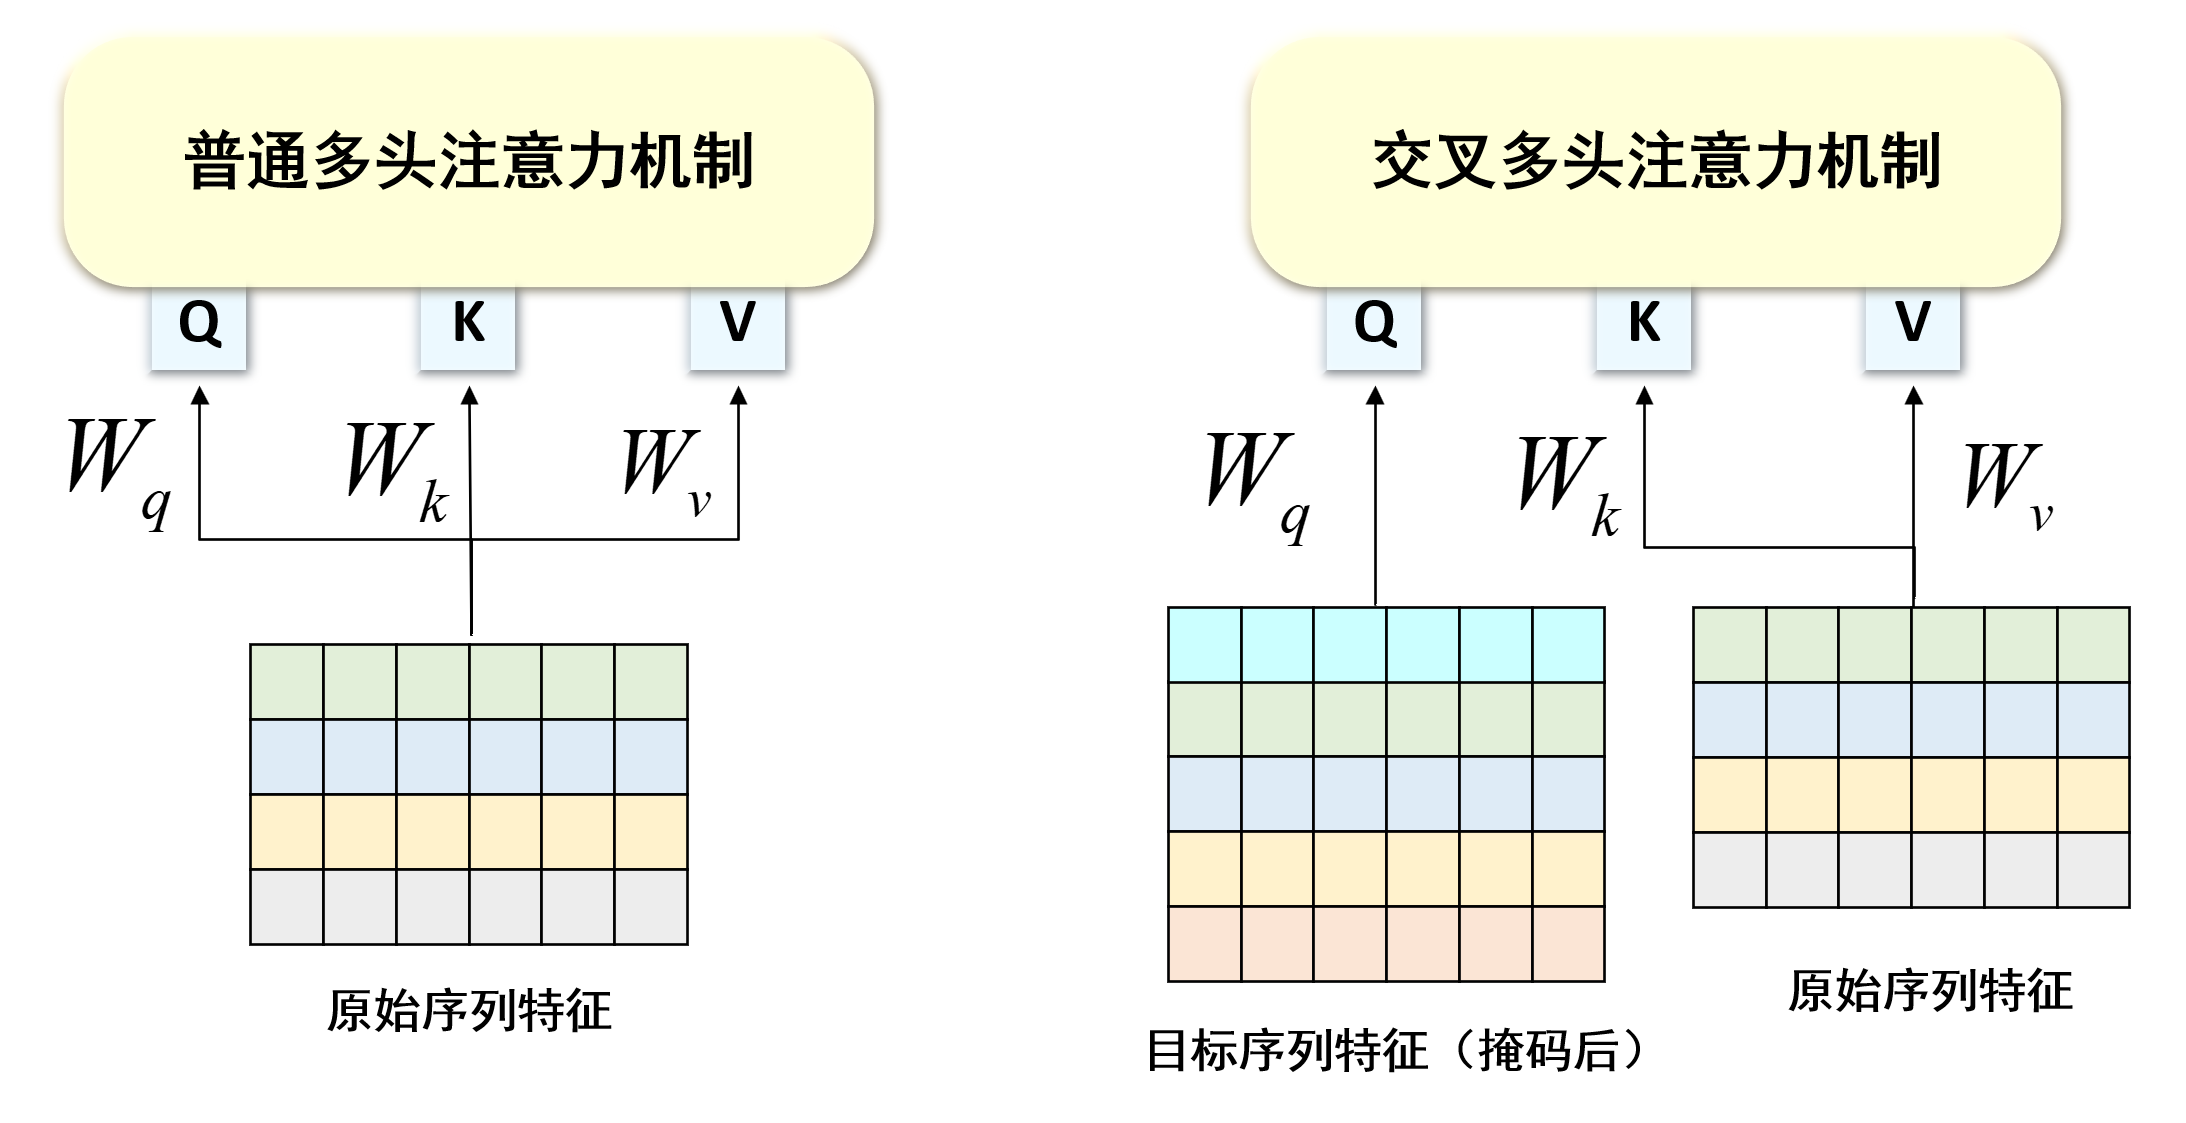 普通多头注意力机制
Q K V
W_q W_k W_v
原始序列特征
交叉多头注意力机制
Q K V
W_q W_k W_v
目标序列特征（掩码后）
原始序列特征